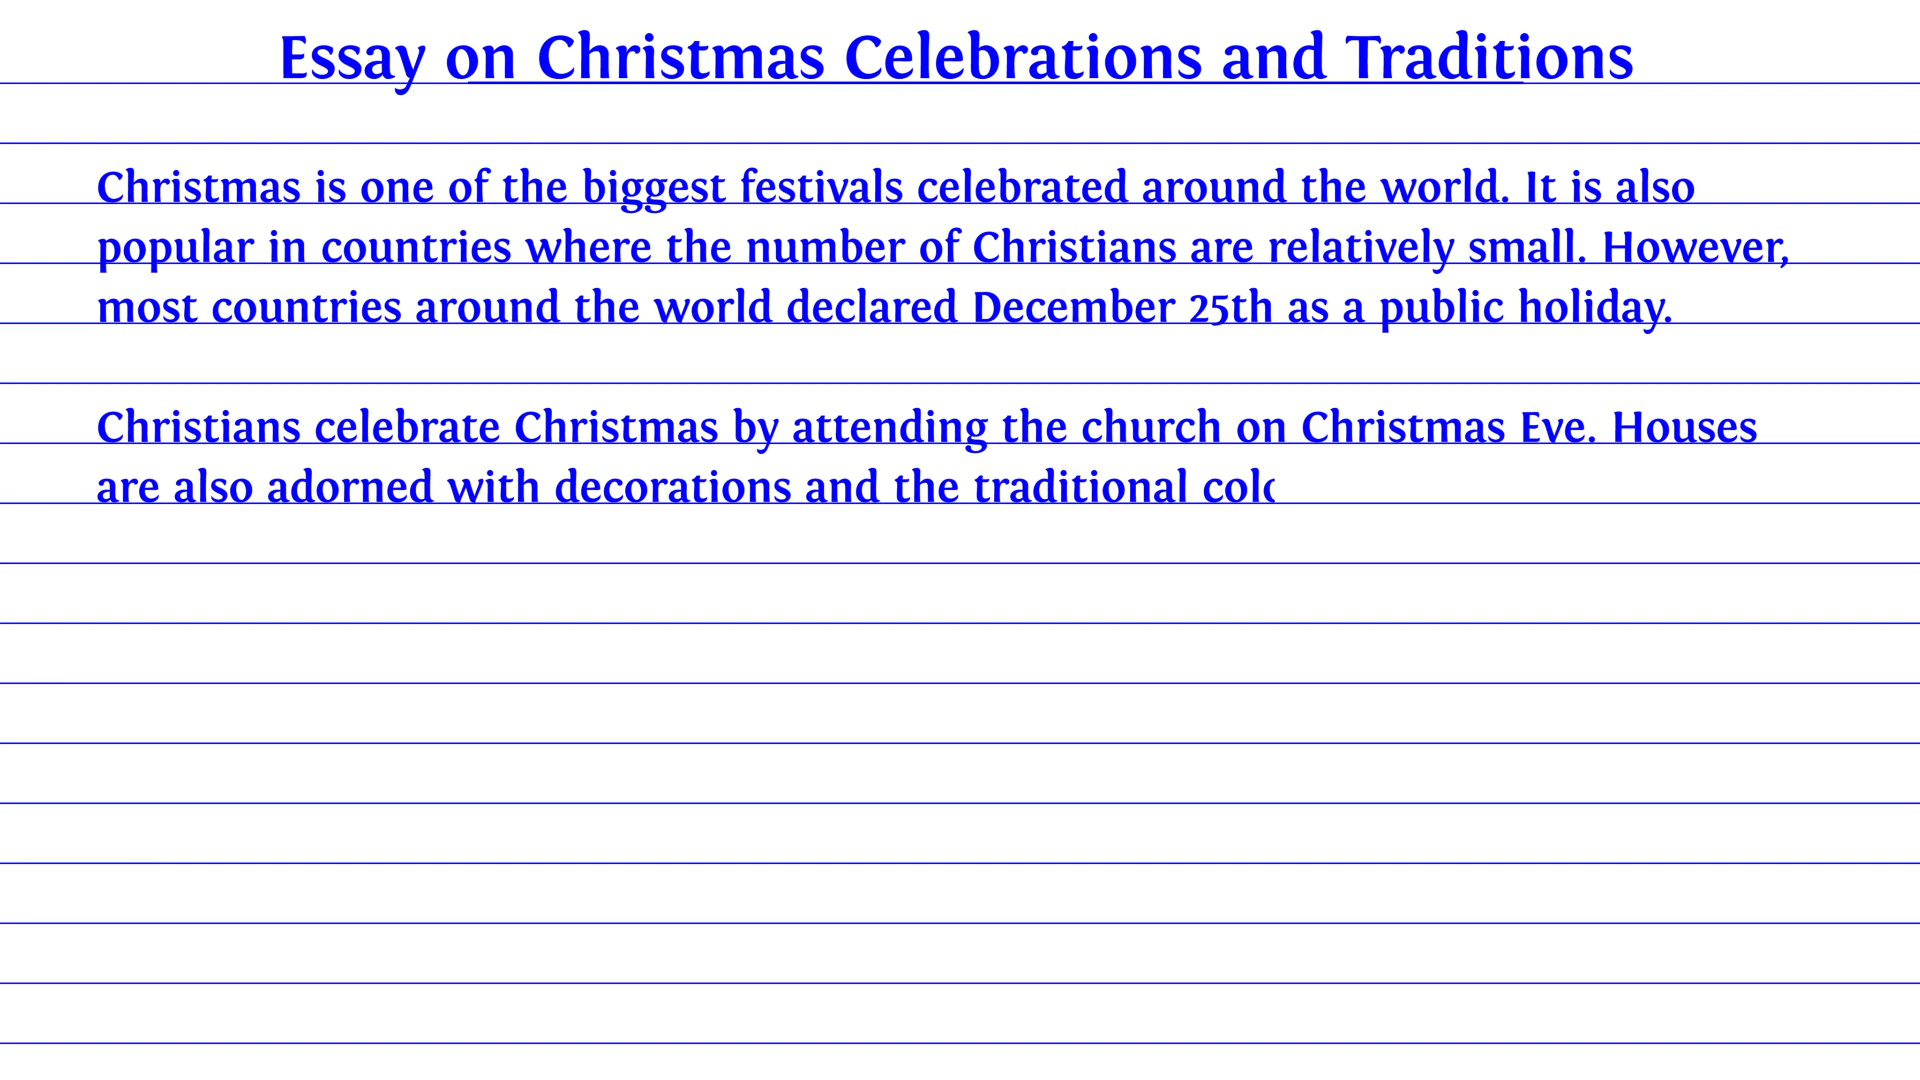 Essay on Christmas Celebrations and Traditions
Christmas is one of the biggest festivals celebrated around the world. It is also
popular in countries where the number of Christians are relatively small. However,
most countries around the world declared December 25th as a public holiday.
Christians celebrate Christmas by attending the church on Christmas Eve. Houses
are also adorned with decorations and the traditional